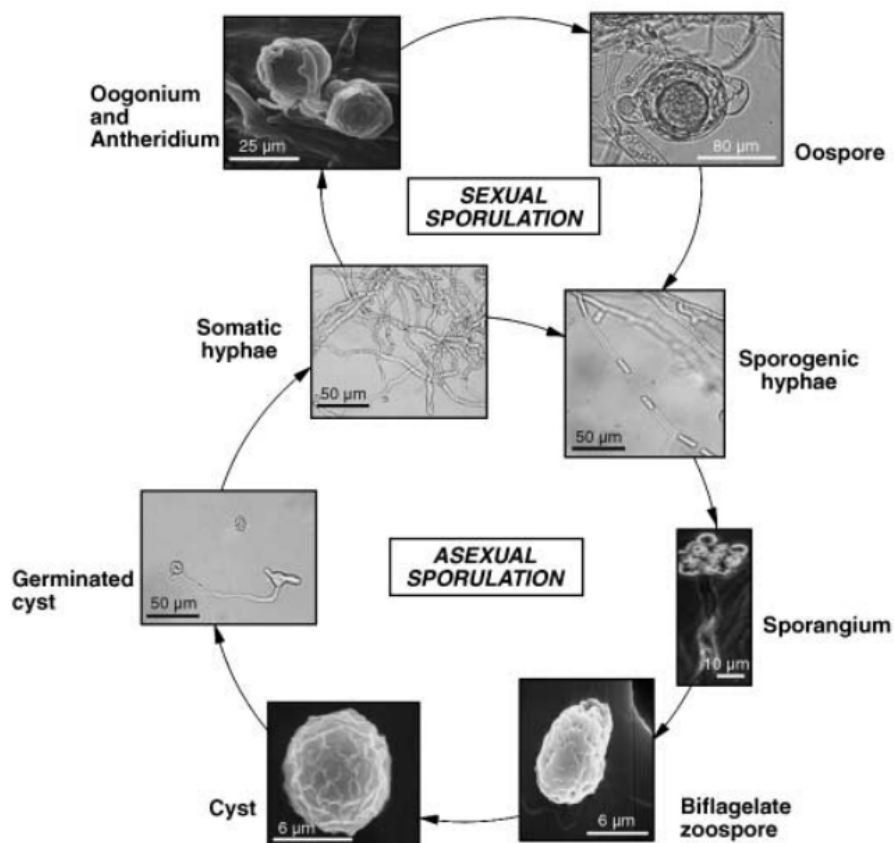 Oogonium
and
Antheridium
25 µm
80 µm
Oospore
SEXUAL
SPORULATION
Somatic
hyphae
50 µm
Sporogenic
hyphae
50 µm
Germinated
cyst
50 µm
ASEXUAL
SPORULATION
Sporangium
10 µm
Cyst
6 µm
6 µm
Biflagelate
zoospore